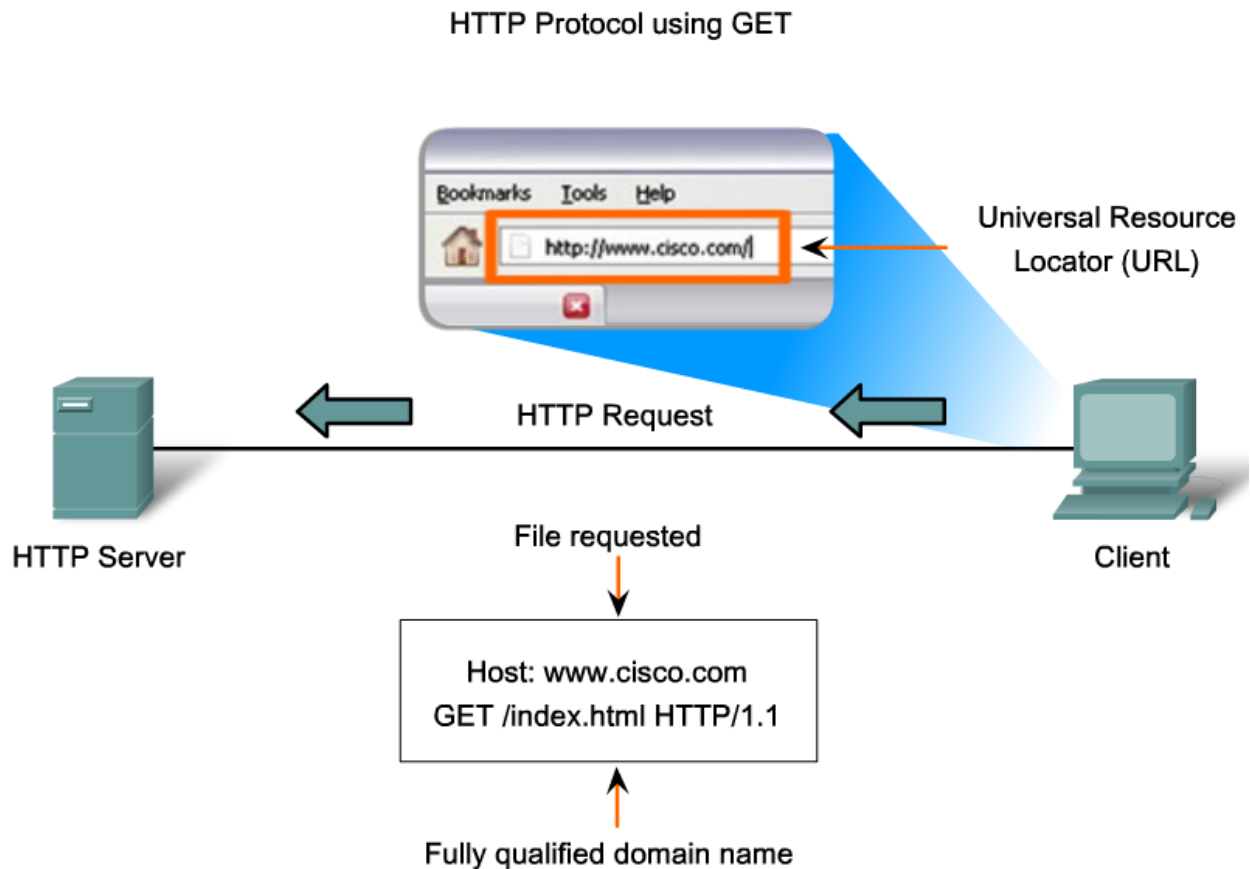 HTTP Protocol using GET
Bookmarks Tools Help
http://www.cisco.com/
Universal Resource
Locator (URL)
HTTP Request
HTTP Server
Client
File requested
Host: www.cisco.com
GET /index.html HTTP/1.1
Fully qualified domain name